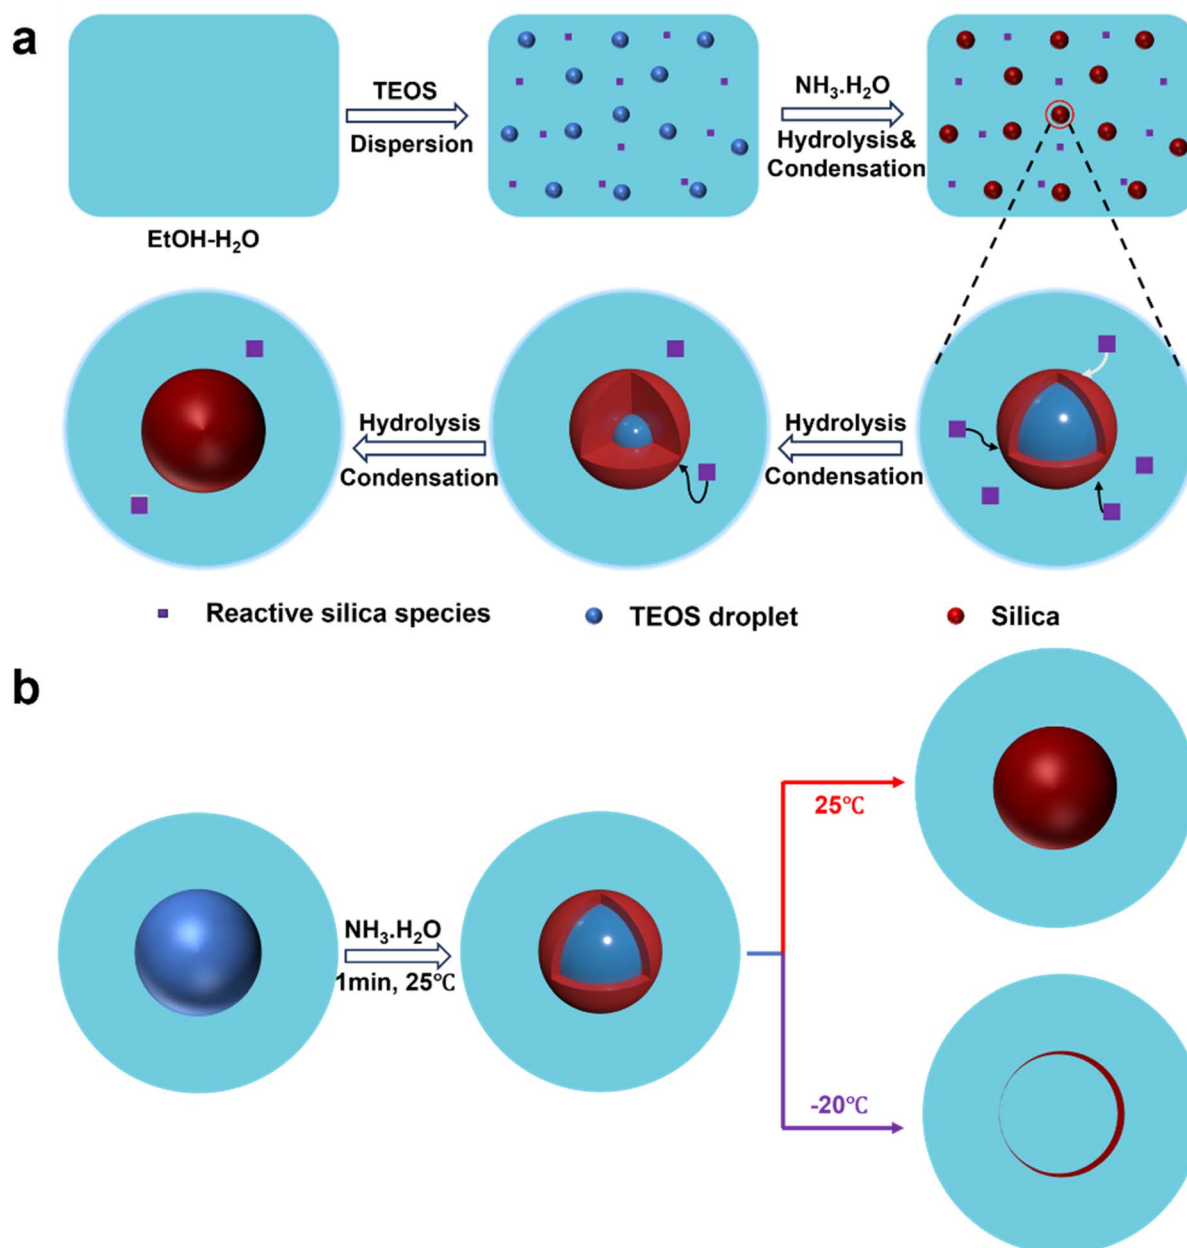 a
TEOS
Dispersion
NH₃.H₂O
Hydrolysis&
Condensation
EtOH-H₂O
Hydrolysis
Condensation
Hydrolysis
Condensation
Reactive silica species
TEOS droplet
Silica
b
NH₃.H₂O
1min, 25℃
25℃
-20℃